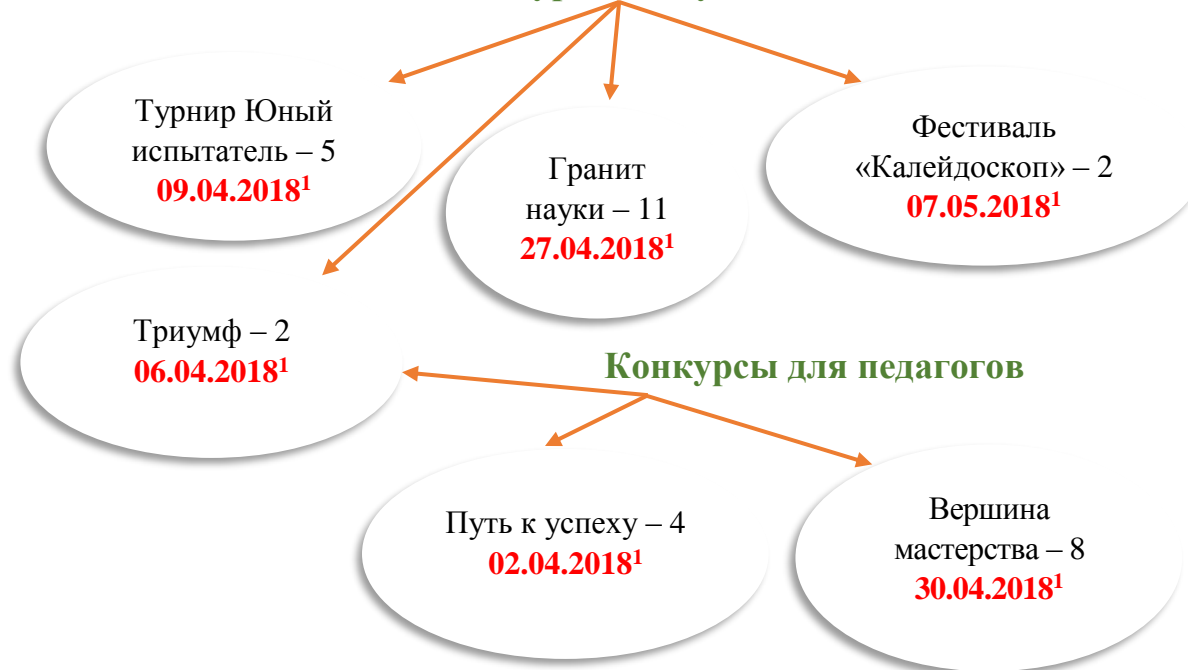 Турнир Юный
испытатель – 5
09.04.2018¹
Гранит
науки – 11
27.04.2018¹
Фестиваль
«Калейдоскоп» – 2
07.05.2018¹
Триумф – 2
06.04.2018¹
Конкурсы для педагогов
Путь к успеху – 4
02.04.2018¹
Вершина
мастерства – 8
30.04.2018¹